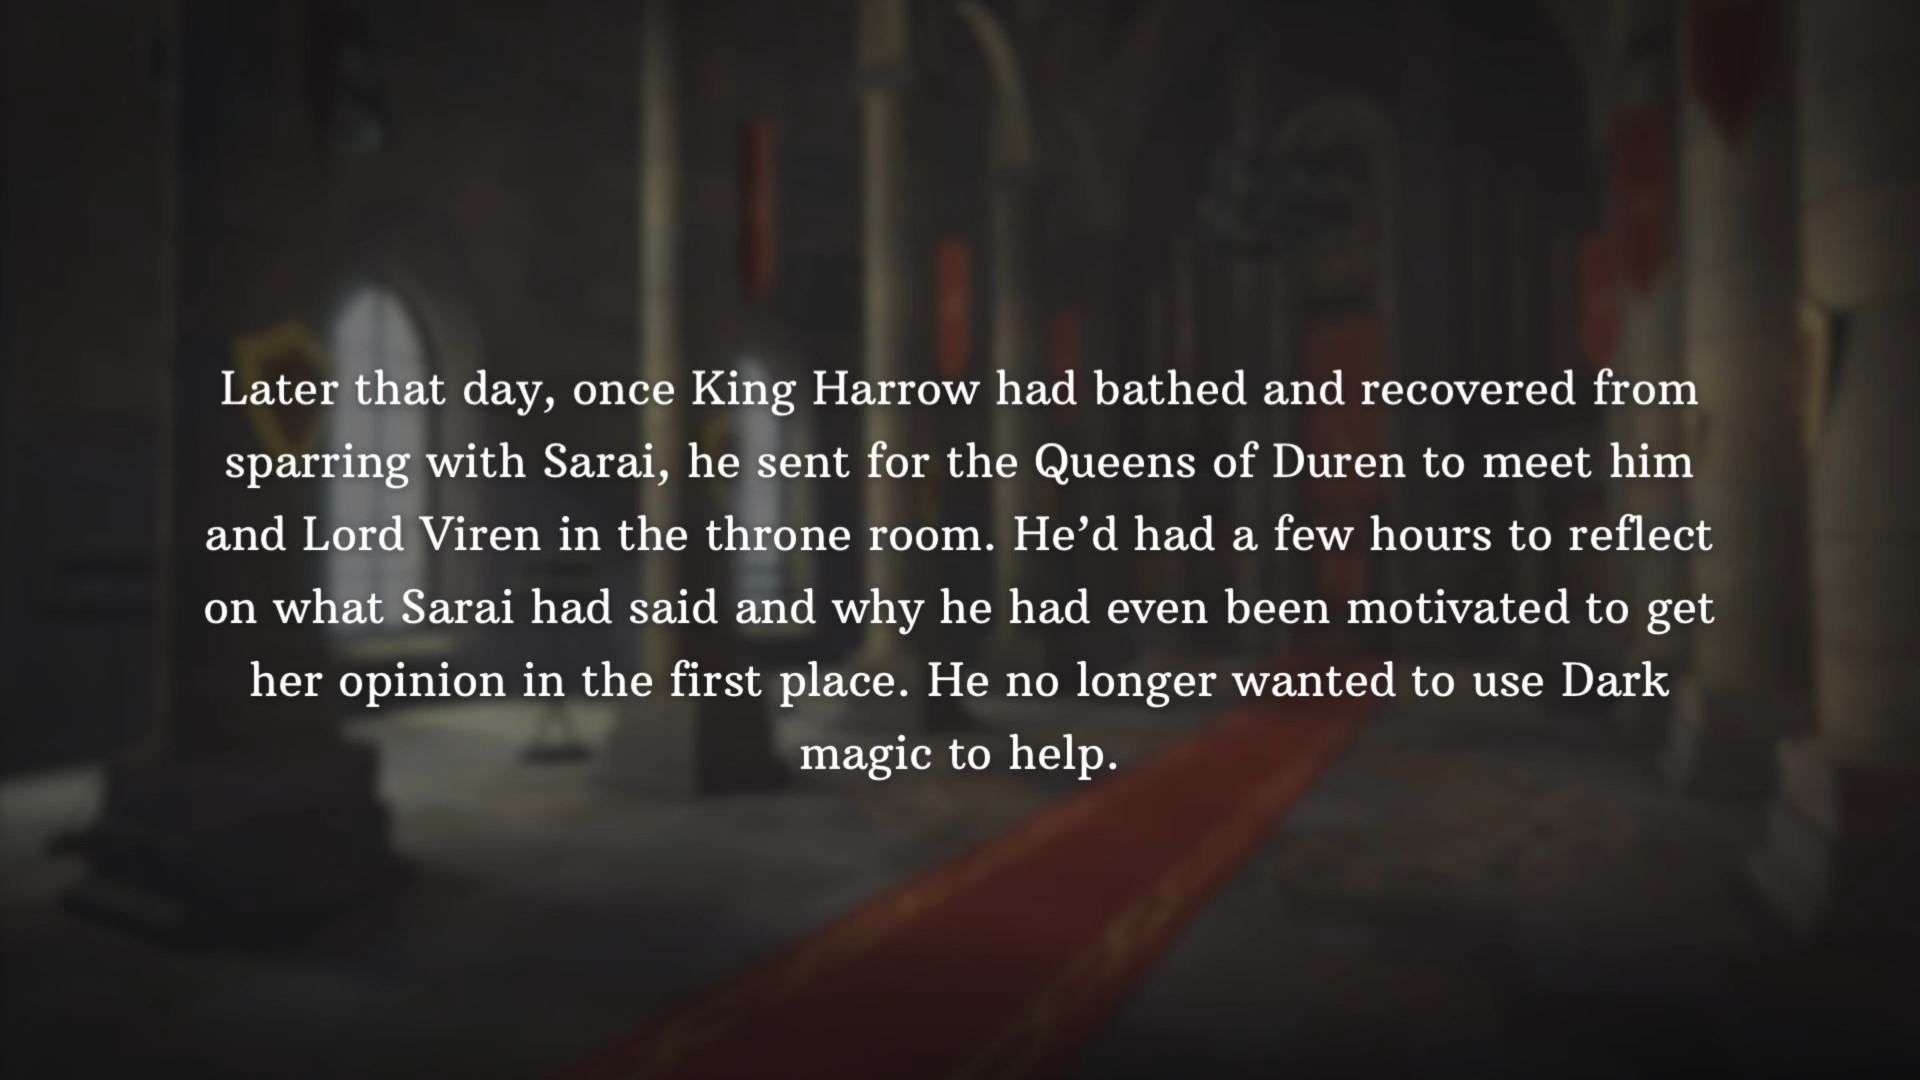 Later that day, once King Harrow had bathed and recovered from
sparring with Sarai, he sent for the Queens of Duren to meet him
and Lord Viren in the throne room. He’d had a few hours to reflect
on what Sarai had said and why he had even been motivated to get
her opinion in the first place. He no longer wanted to use Dark
magic to help.